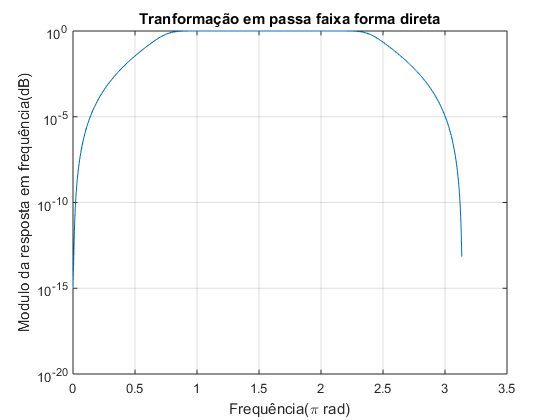 Tranformação em passa faixa forma direta
10^0
10^-5
10^-10
10^-15
10^-20
Modulo da resposta em frequência(dB)
0 0.5 1 1.5 2 2.5 3 3.5
Frequência(π rad)